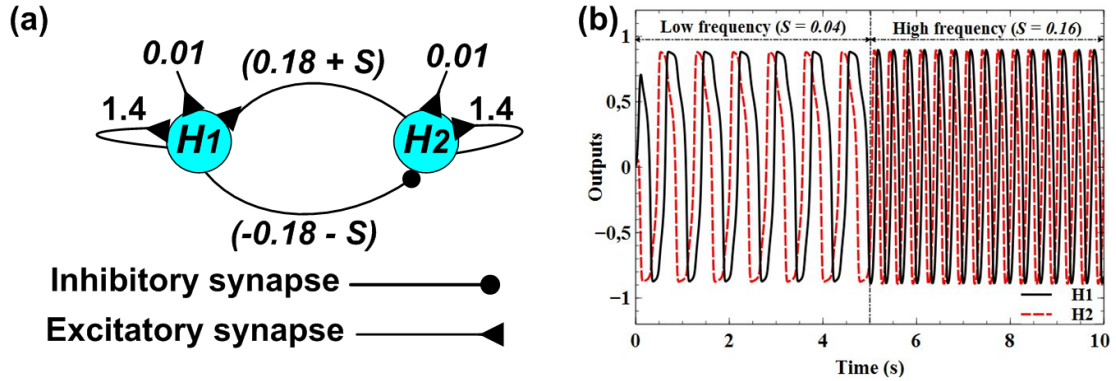 (a)
0.01
(0.18 + S)
0.01
1.4
H1
H2
1.4
(-0.18 - S)
Inhibitory synapse
Excitatory synapse
(b)
Low frequency (S = 0.04)
High frequency (S = 0.16)
1
0,5
0
−0,5
−1
Outputs
H1
H2
0 2 4 6 8 10
Time (s)